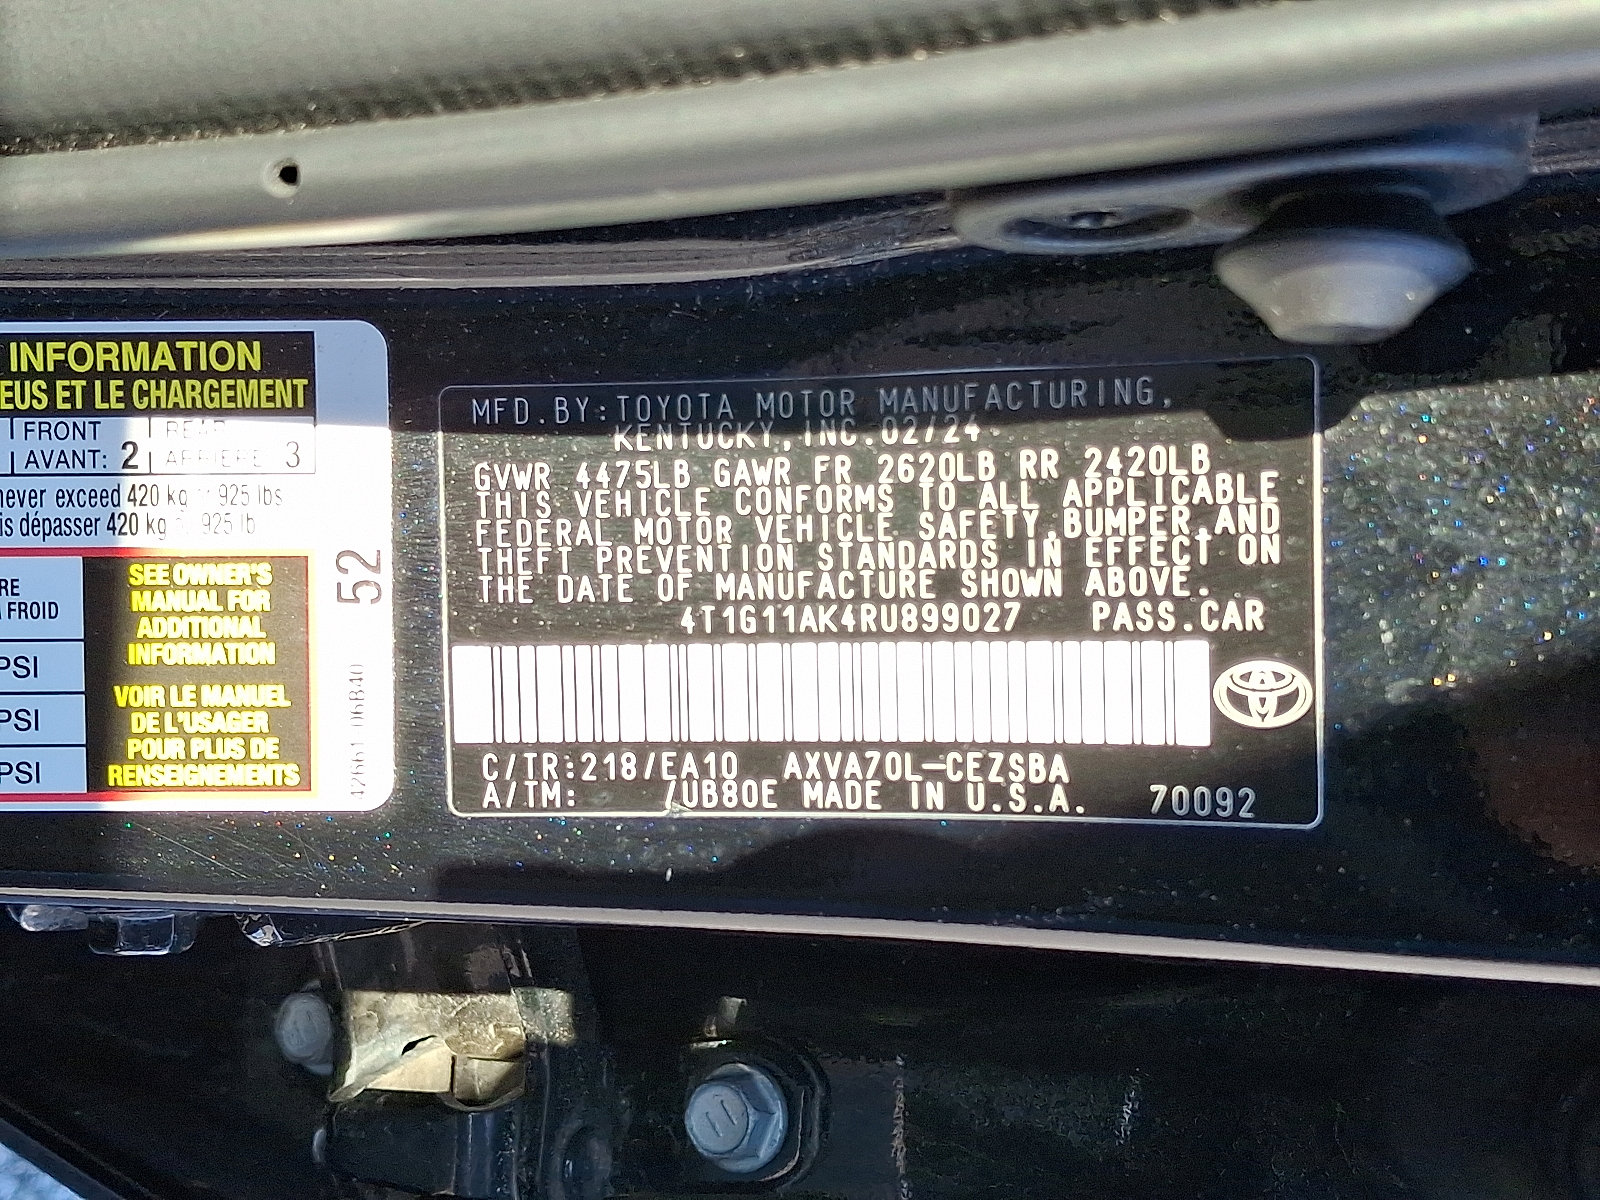 INFORMATION
EUS ET LE CHARGEMENT
FRONT REAR
AVANT: 2 ARRIERE 3
never exceed 420 kg 925 lbs
is dépasser 420 kg 925 lb
RE
A FROID
PSI
PSI
PSI
SEE OWNER'S
MANUAL FOR
ADDITIONAL
INFORMATION
VOIR LE MANUEL
DE L'USAGER
POUR PLUS DE
RENSEIGNEMENTS
52
42661 06B40
MFD.BY:TOYOTA MOTOR MANUFACTURING,
KENTUCKY, INC. 02/24
GVWR 4475LB GAWR FR 2620LB RR 2420LB
THIS VEHICLE CONFORMS TO ALL APPLICABLE
FEDERAL MOTOR VEHICLE SAFETY,BUMPER,AND
THEFT PREVENTION STANDARDS IN EFFECT ON
THE DATE OF MANUFACTURE SHOWN ABOVE.
4T1G11AK4RU899027 PASS.CAR
C/TR:218/EA10 AXVA70L-CEZSBA
A/TM: /UB80E MADE IN U.S.A. 70092